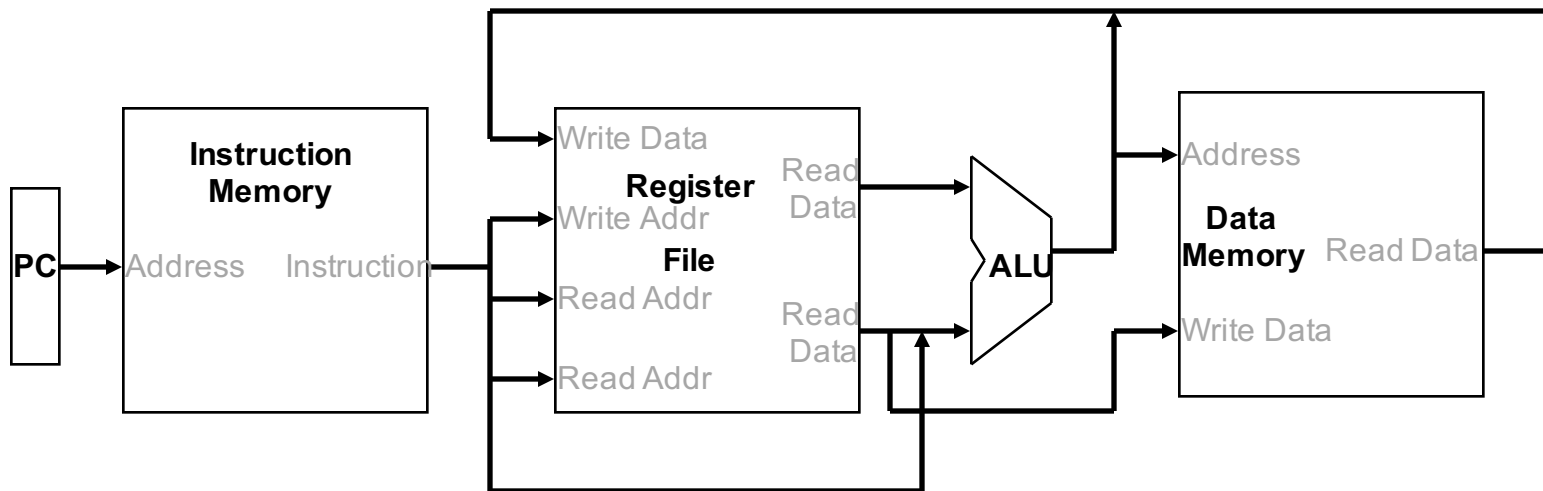 PC
Instruction
Memory
Address
Instruction
Write Data
Register
Write Addr
File
Read Addr
Read Addr
Read
Data
Read
Data
ALU
Address
Data
Memory
Read Data
Write Data